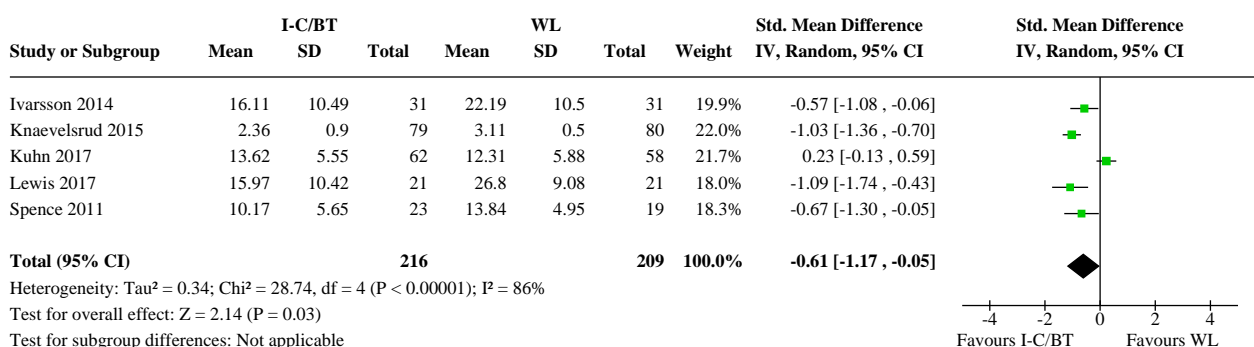 I-C/BT WL Std. Mean Difference Std. Mean Difference
Study or Subgroup Mean SD Total Mean SD Total Weight IV, Random, 95% CI IV, Random, 95% CI
Ivarsson 2014 16.11 10.49 31 22.19 10.5 31 19.9% -0.57 [-1.08 , -0.06]
Knaevelsrud 2015 2.36 0.9 79 3.11 0.5 80 22.0% -1.03 [-1.36 , -0.70]
Kuhn 2017 13.62 5.55 62 12.31 5.88 58 21.7% 0.23 [-0.13 , 0.59]
Lewis 2017 15.97 10.42 21 26.8 9.08 21 18.0% -1.09 [-1.74 , -0.43]
Spence 2011 10.17 5.65 23 13.84 4.95 19 18.3% -0.67 [-1.30 , -0.05]
Total (95% CI) 216 209 100.0% -0.61 [-1.17 , -0.05]
Heterogeneity: Tau² = 0.34; Chi² = 28.74, df = 4 (P < 0.00001); I² = 86%
Test for overall effect: Z = 2.14 (P = 0.03)
Test for subgroup differences: Not applicable
-4 -2 0 2 4
Favours I-C/BT Favours WL